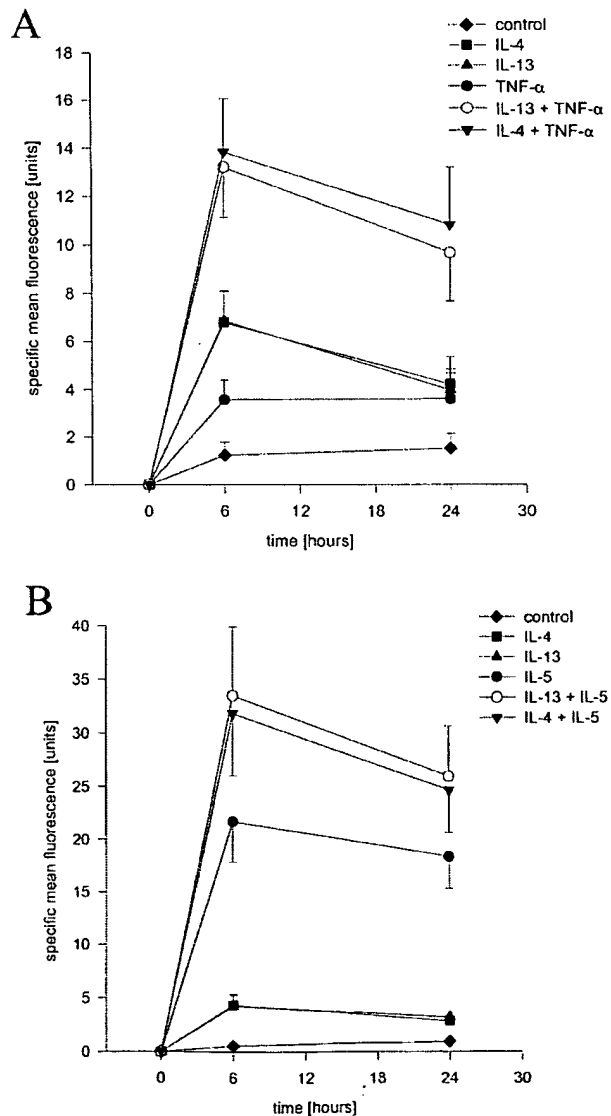 A
control
IL-4
IL-13
TNF-α
IL-13 + TNF-α
IL-4 + TNF-α
18
16
14
12
10
8
6
4
2
0
specific mean fluorescence [units]
0 6 12 18 24 30
time [hours]
B
control
IL-4
IL-13
IL-5
IL-13 + IL-5
IL-4 + IL-5
40
35
30
25
20
15
10
5
0
specific mean fluorescence [units]
0 6 12 18 24 30
time [hours]